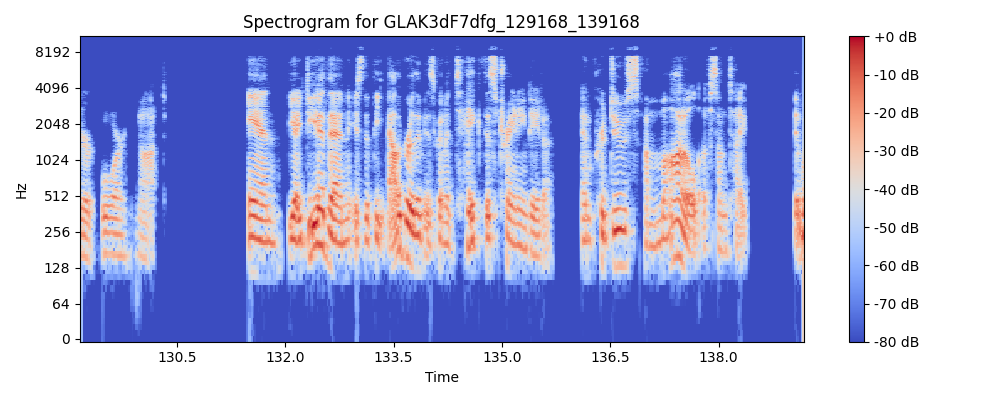 Spectrogram for GLAK3dF7dfg_129168_139168
8192
4096
2048
1024
512
256
128
64
0
Hz
130.5 132.0 133.5 135.0 136.5 138.0
Time
+0 dB
-10 dB
-20 dB
-30 dB
-40 dB
-50 dB
-60 dB
-70 dB
-80 dB